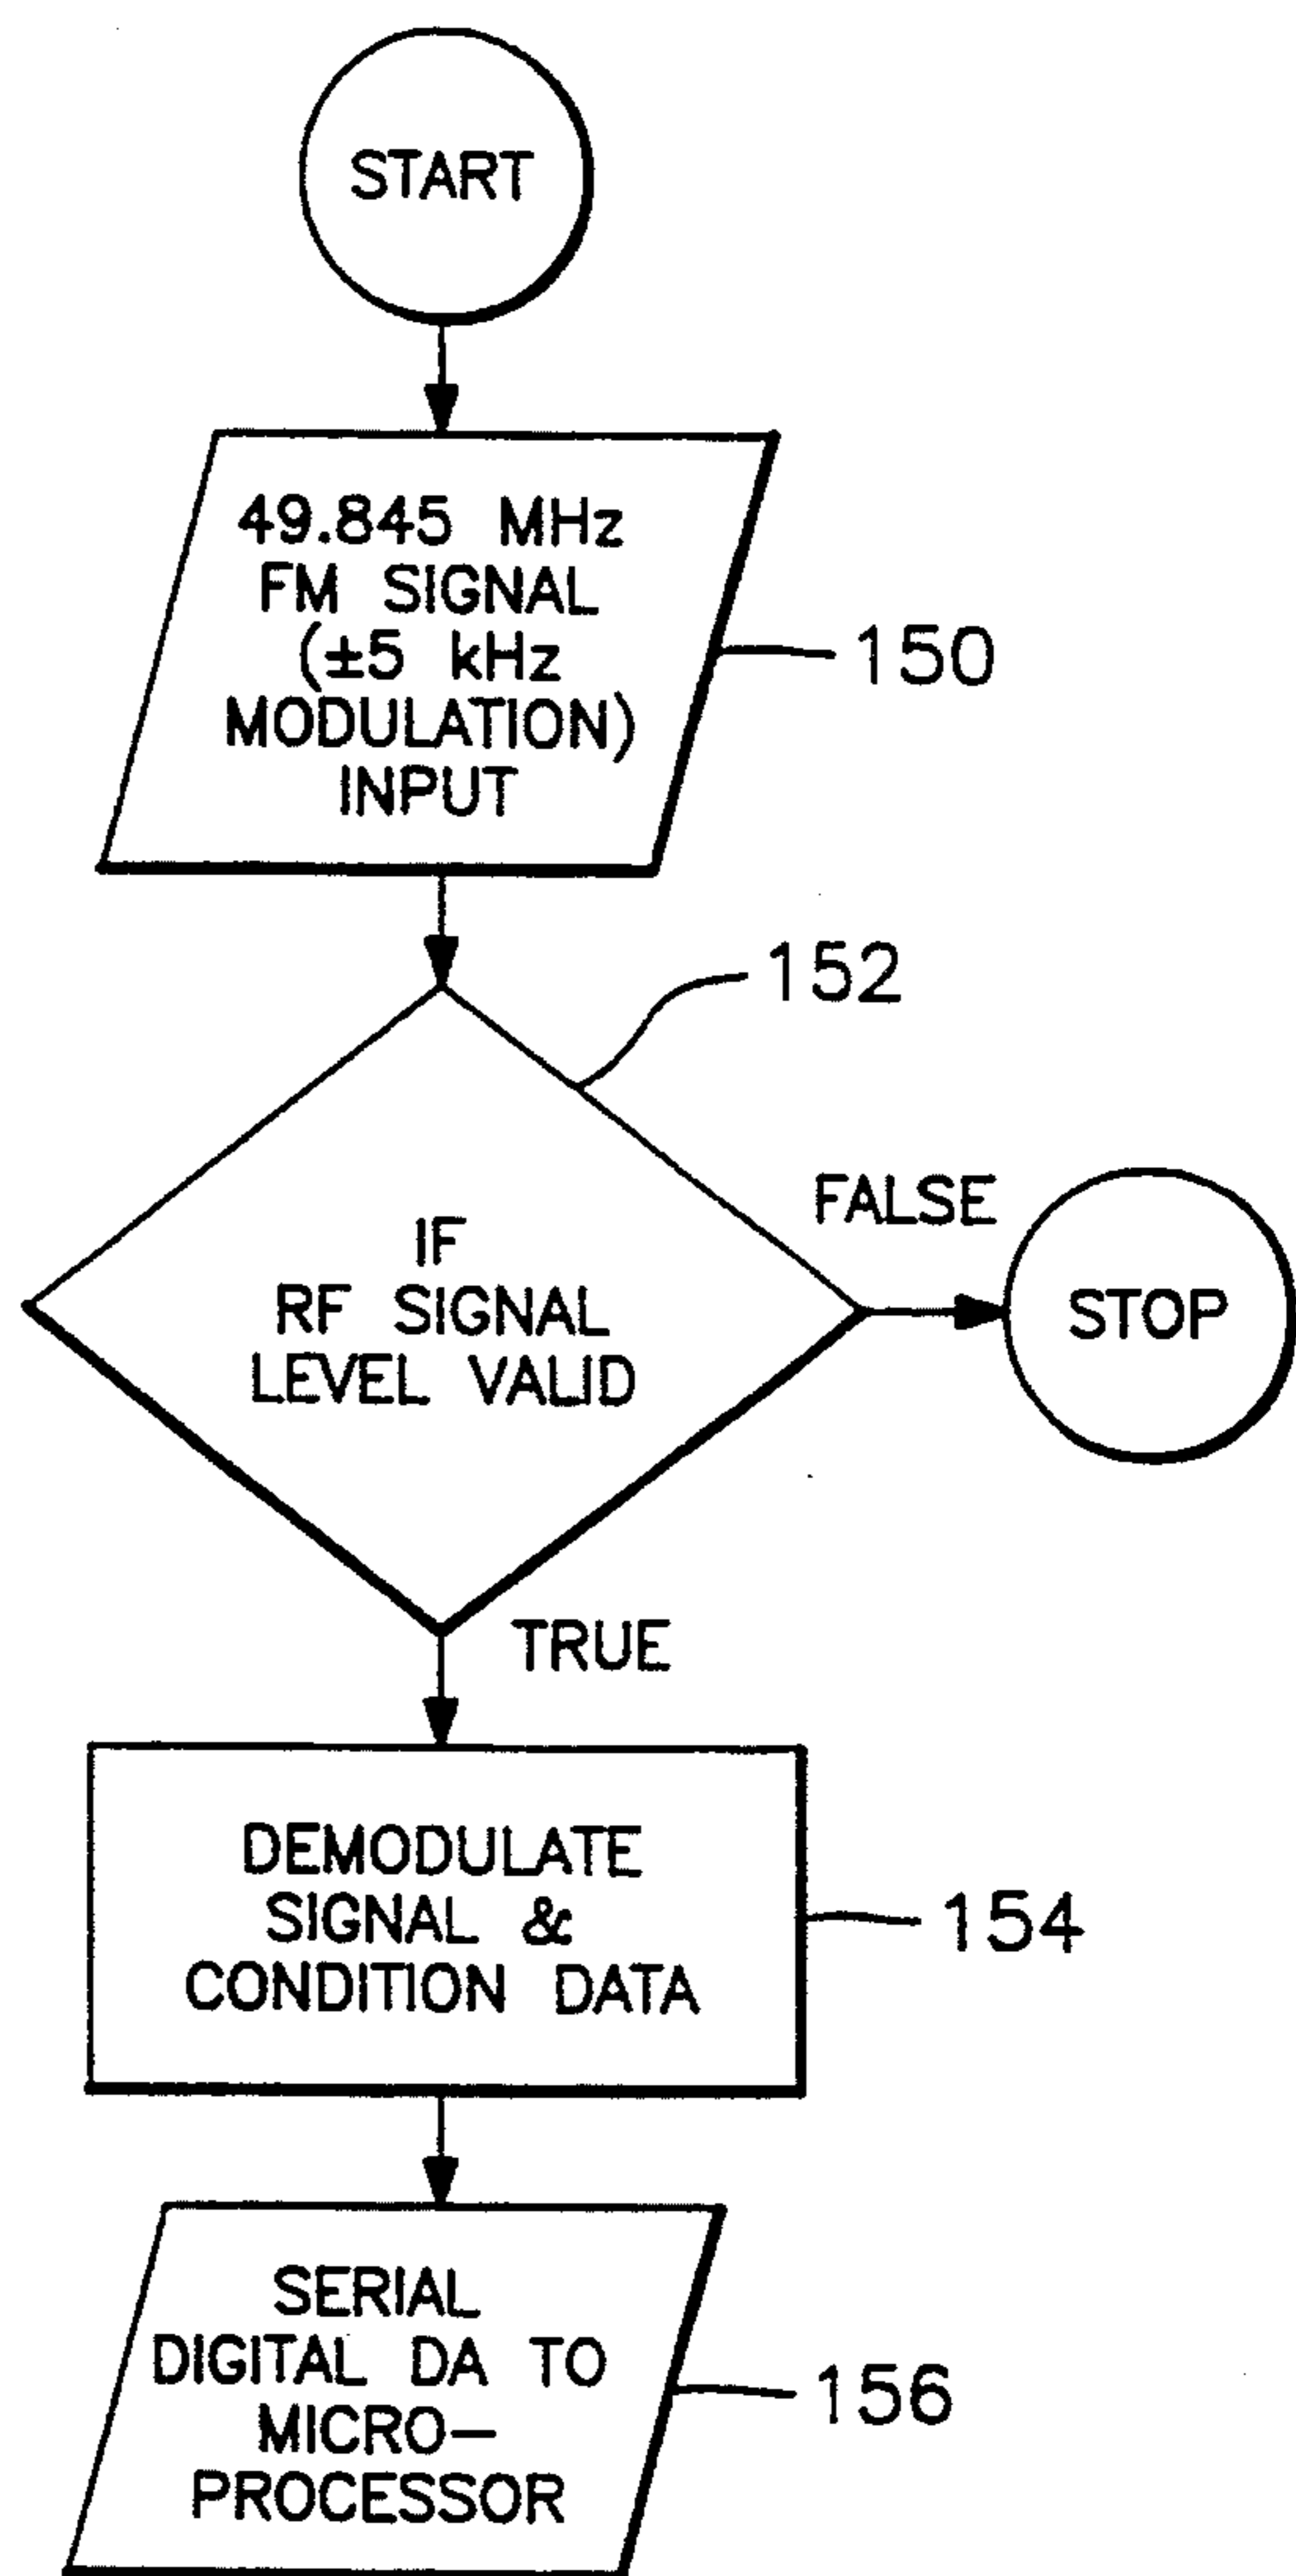 START
49.845 MHz
FM SIGNAL
(±5 kHz
MODULATION)
INPUT
150
152
IF
RF SIGNAL
LEVEL VALID
FALSE
STOP
TRUE
DEMODULATE
SIGNAL &
CONDITION DATA
154
SERIAL
DIGITAL DA TO
MICRO-
PROCESSOR
156